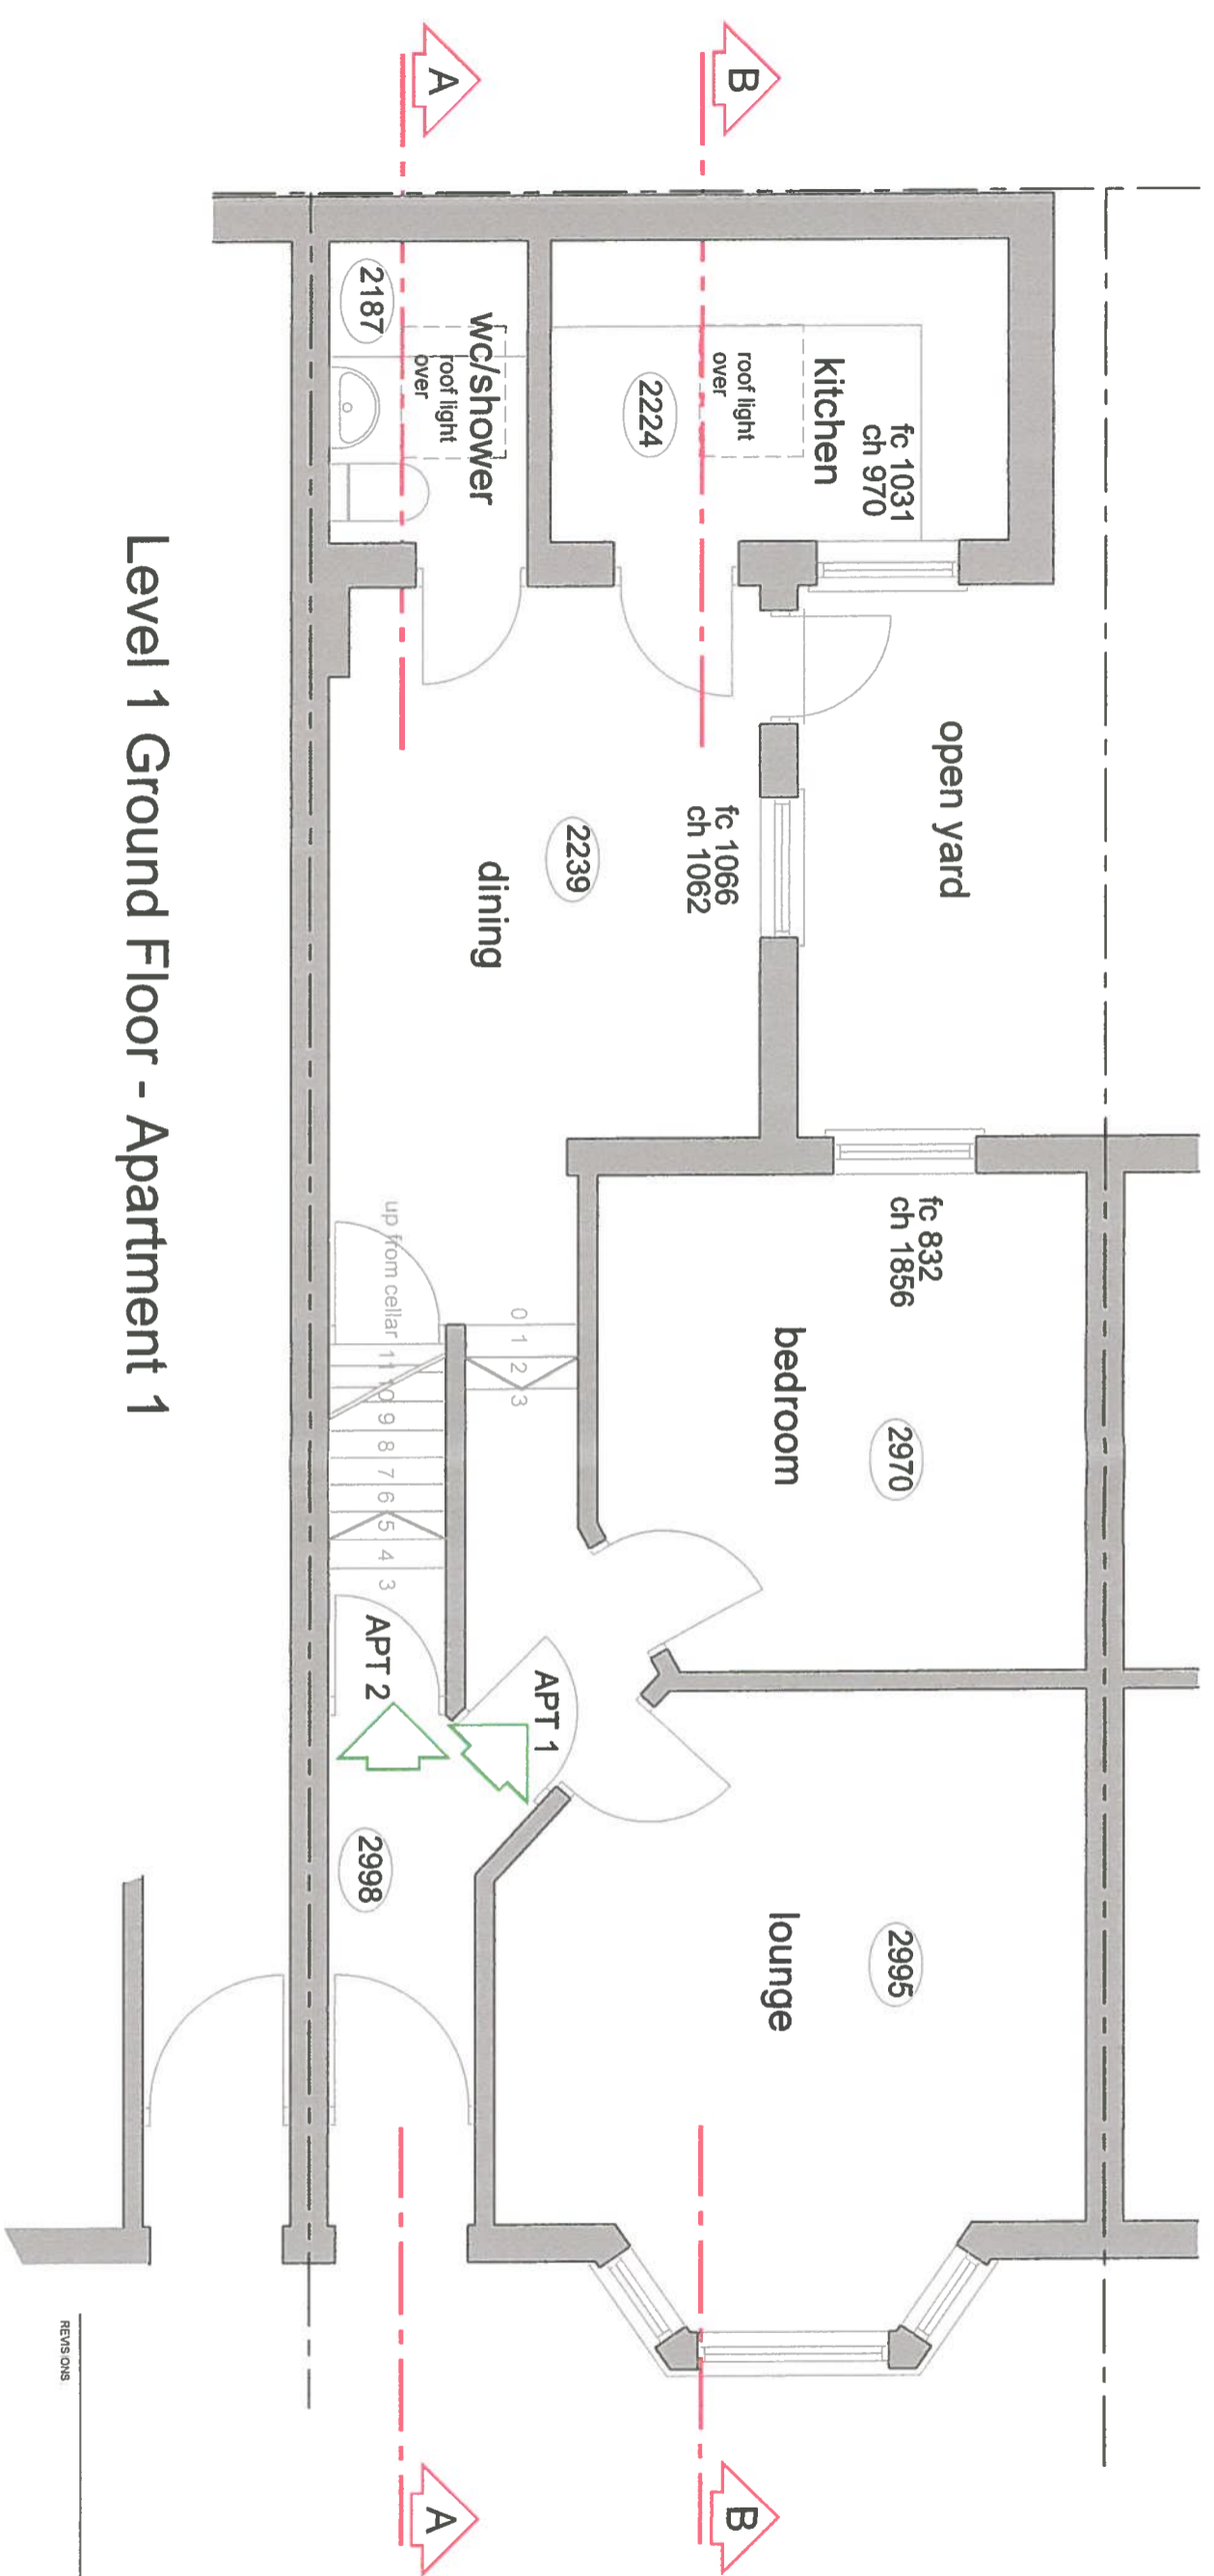 B
B
A
A
open yard
fc 1031
ch 970
kitchen
roof light
over
2224
wc/shower
roof light
over
2187
fc 1066
ch 1062
2239
dining
fc 832
ch 1856
2970
bedroom
2995
lounge
0 1 2 3
up from cellar 11 10 9 8 7 6 5 4 3
APT 1
APT 2
2998
Level 1 Ground Floor - Apartment 1
REVISIONS